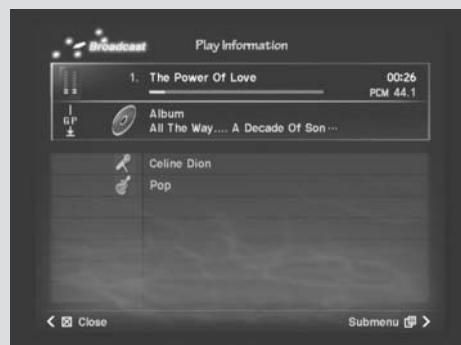 Broadcast
Play Information
1. The Power Of Love 00:26
PCM 44.1
GP
Album
All The Way.... A Decade Of Son ...
Celine Dion
Pop
Close Submenu